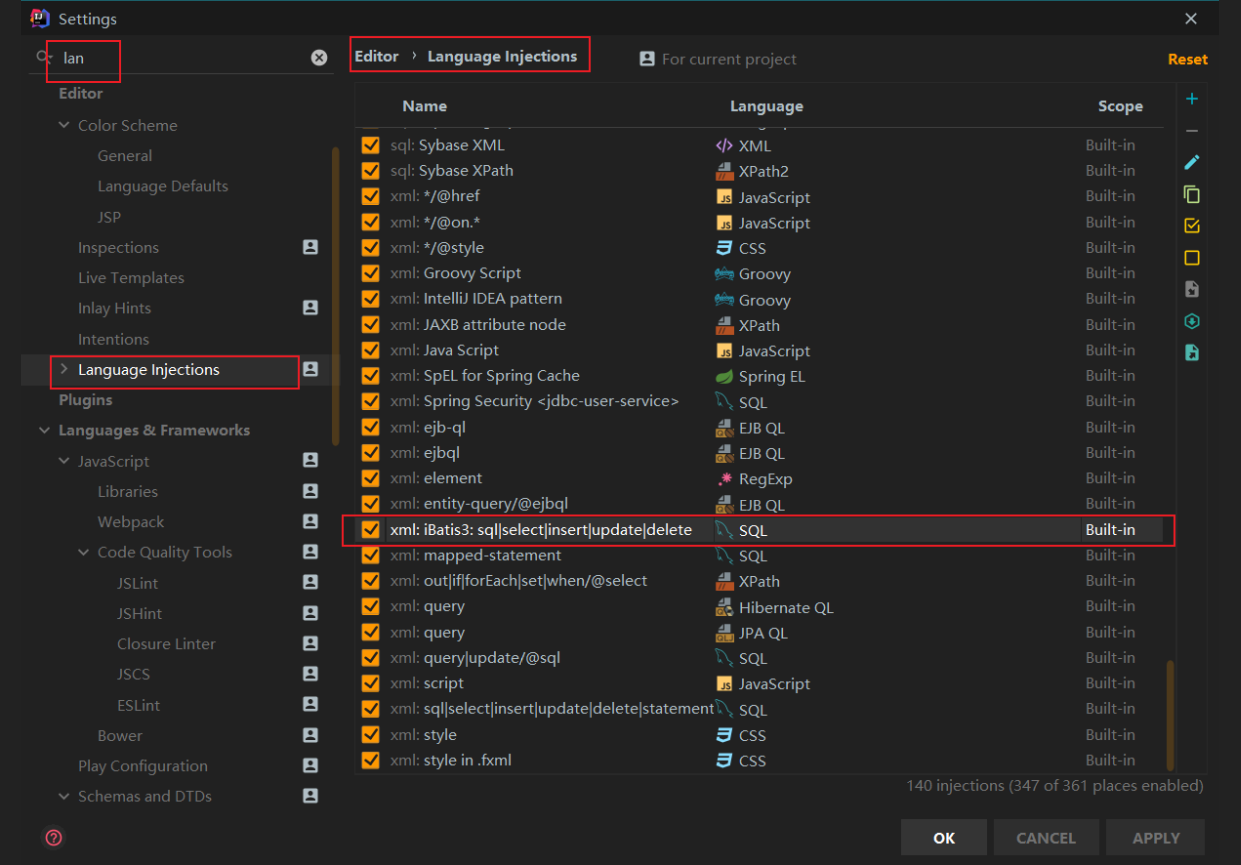 Settings
lan
Editor
Color Scheme
General
Language Defaults
JSP
Inspections
Live Templates
Inlay Hints
Intentions
Language Injections
Plugins
Languages & Frameworks
JavaScript
Libraries
Webpack
Code Quality Tools
JSLint
JSHint
Closure Linter
JSCS
ESLint
Bower
Play Configuration
Schemas and DTDs
Editor › Language Injections
For current project
Reset
Name Language Scope
sql: Sybase XML XML Built-in
sql: Sybase XPath XPath2 Built-in
xml: */@href JavaScript Built-in
xml: */@on.* JavaScript Built-in
xml: */@style CSS Built-in
xml: Groovy Script Groovy Built-in
xml: IntelliJ IDEA pattern Groovy Built-in
xml: JAXB attribute node XPath Built-in
xml: Java Script JavaScript Built-in
xml: SpEL for Spring Cache Spring EL Built-in
xml: Spring Security <jdbc-user-service> SQL Built-in
xml: ejb-ql EJB QL Built-in
xml: ejbql EJB QL Built-in
xml: element RegExp Built-in
xml: entity-query/@ejbql EJB QL Built-in
xml: iBatis3: sql|select|insert|update|delete SQL Built-in
xml: mapped-statement SQL Built-in
xml: out|if|forEach|set|when/@select XPath Built-in
xml: query Hibernate QL Built-in
xml: query JPA QL Built-in
xml: query|update/@sql SQL Built-in
xml: script JavaScript Built-in
xml: sql|select|insert|update|delete|statement SQL Built-in
xml: style CSS Built-in
xml: style in .fxml CSS Built-in
140 injections (347 of 361 places enabled)
OK CANCEL APPLY